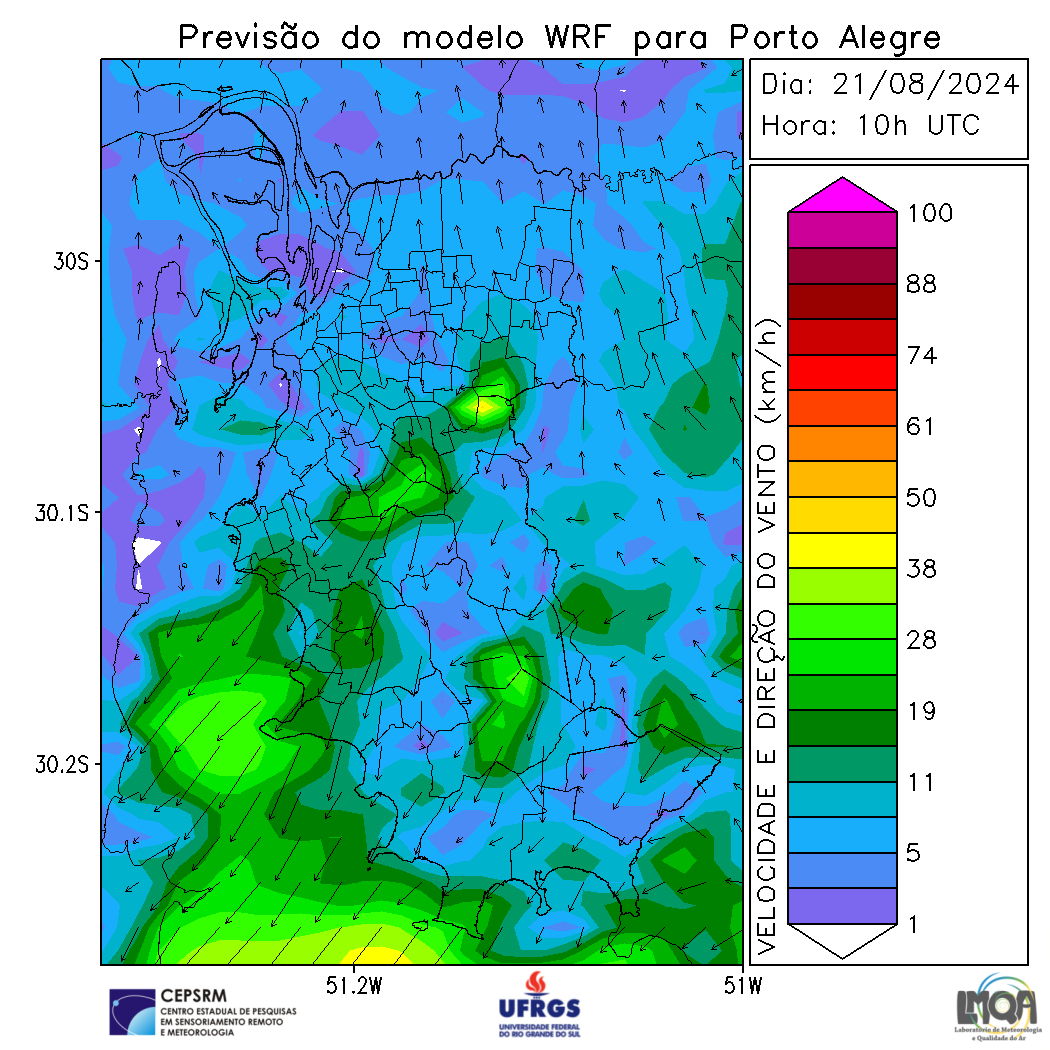 Previsão do modelo WRF para Porto Alegre
Dia: 21/08/2024
Hora: 10h UTC
30S
30.1S
30.2S
51.2W
51W
VELOCIDADE E DIREÇÃO DO VENTO (km/h)
100
88
74
61
50
38
28
19
11
5
1
CEPSRM
CENTRO ESTADUAL DE PESQUISAS
EM SENSORIAMENTO REMOTO
E METEOROLOGIA
UFRGS
UNIVERSIDADE FEDERAL
DO RIO GRANDE DO SUL
LMQA
Laboratório de Meteorologia
e Qualidade do Ar